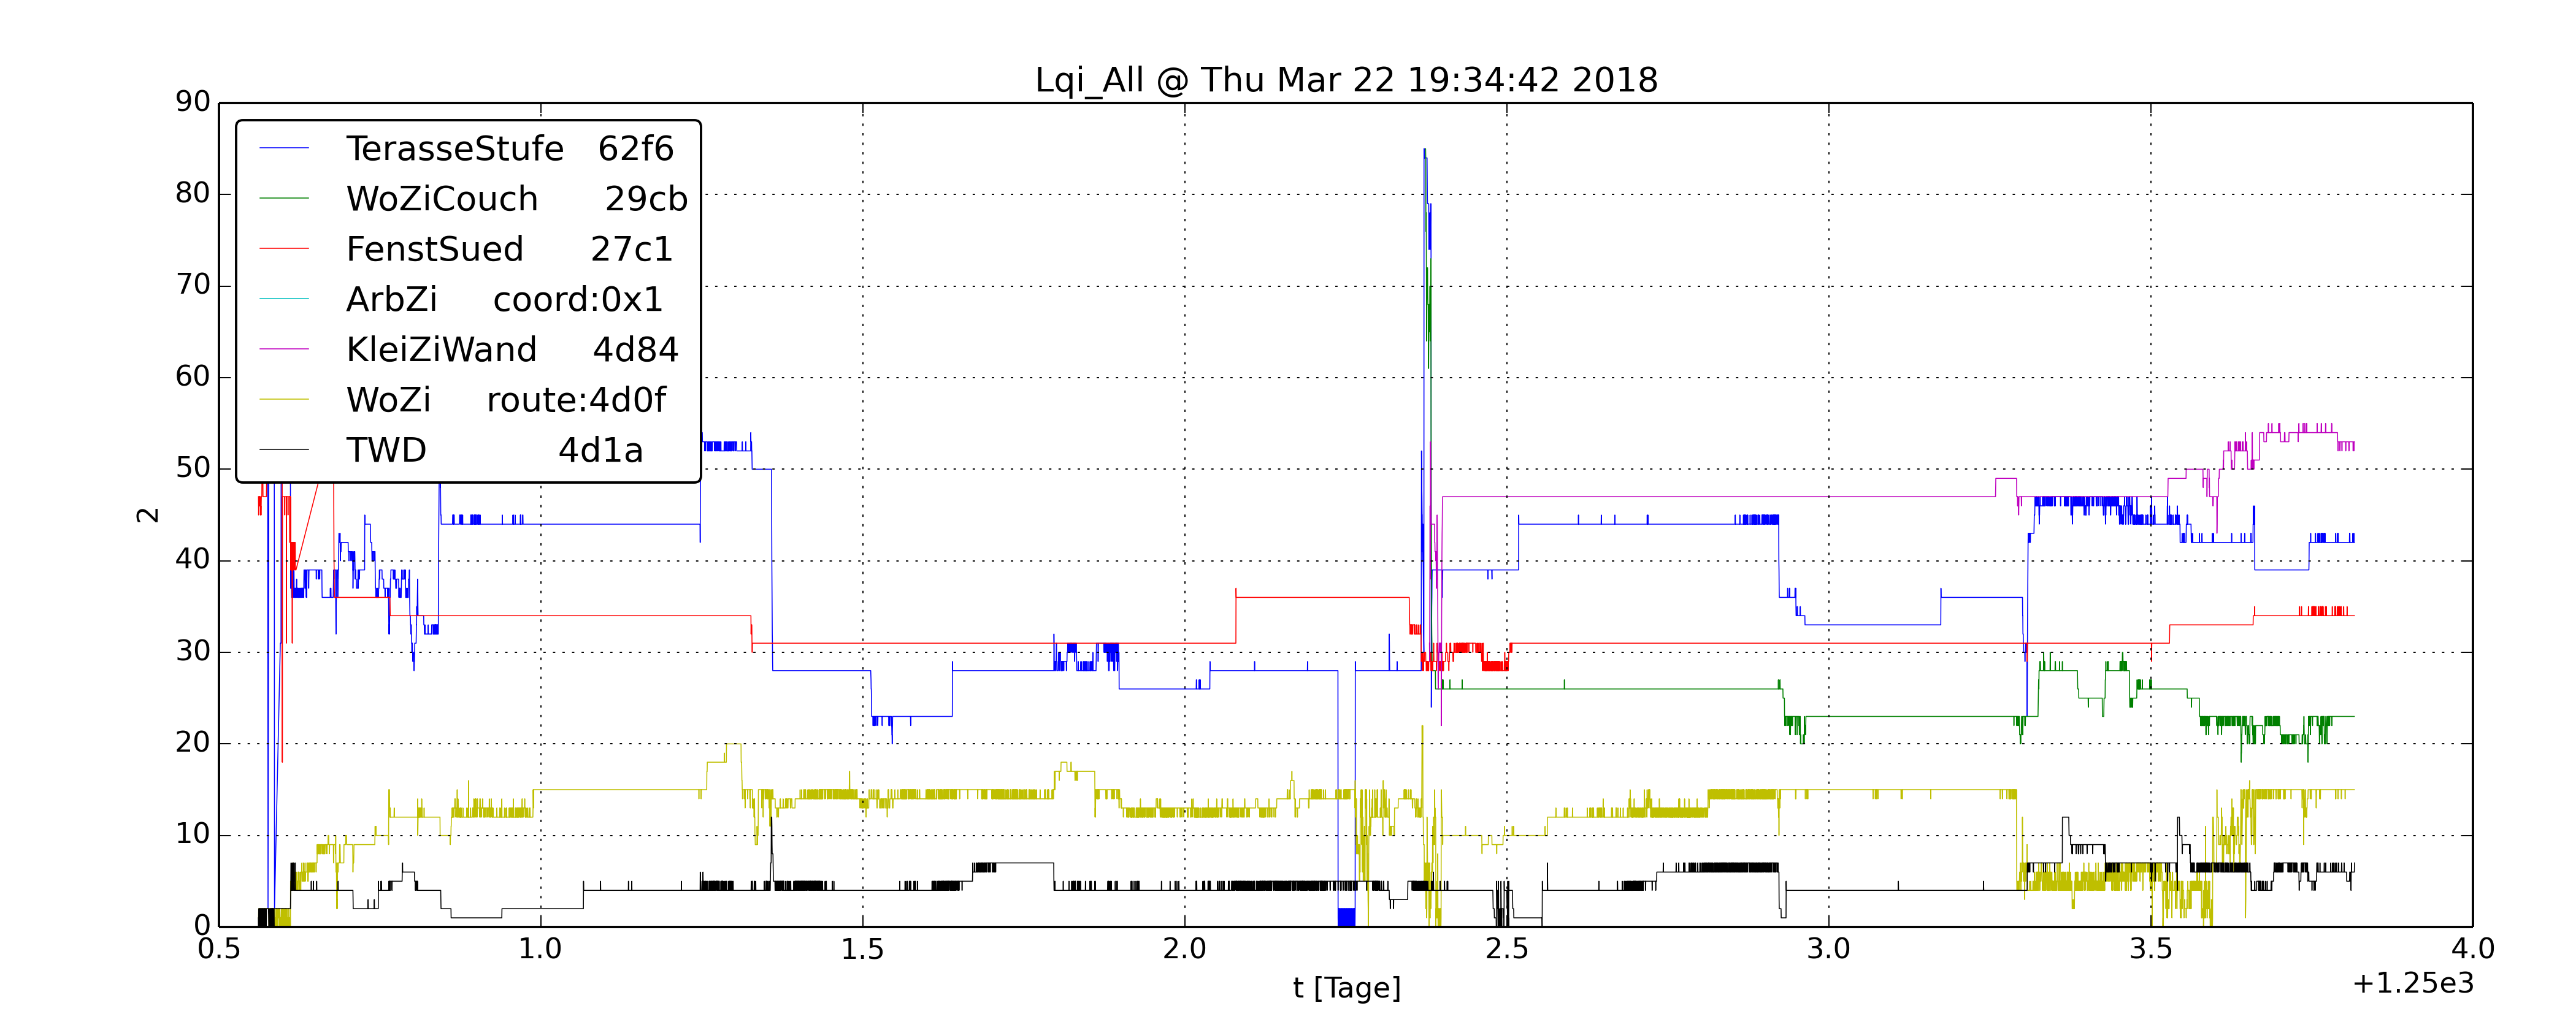 Lqi_All @ Thu Mar 22 19:34:42 2018
90
80
70
60
50
40
30
20
10
0
2
TerasseStufe 62f6
WoZiCouch 29cb
FenstSued 27c1
ArbZi coord:0x1
KleiZiWand 4d84
WoZi route:4d0f
TWD 4d1a
0.5 1.0 1.5 2.0 2.5 3.0 3.5 4.0
t [Tage]
+1.25e3